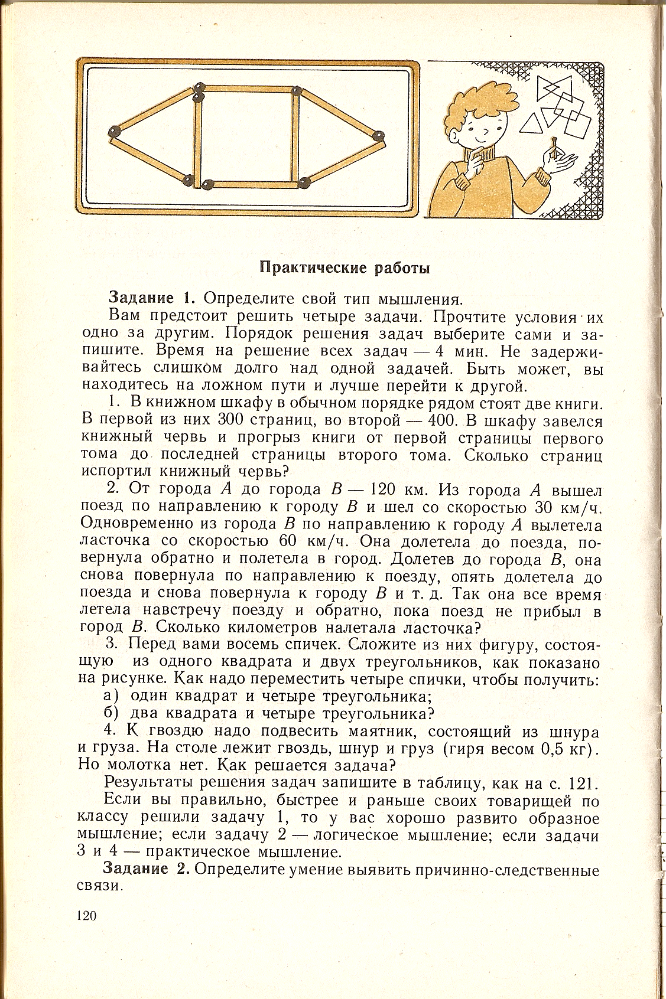 Практические работы
Задание 1. Определите свой тип мышления.
Вам предстоит решить четыре задачи. Прочтите условия их
одно за другим. Порядок решения задач выберите сами и за-
пишите. Время на решение всех задач — 4 мин. Не задержи-
вайтесь слишком долго над одной задачей. Быть может, вы
находитесь на ложном пути и лучше перейти к другой.
1. В книжном шкафу в обычном порядке рядом стоят две книги.
В первой из них 300 страниц, во второй — 400. В шкафу завелся
книжный червь и прогрыз книги от первой страницы первого
тома до последней страницы второго тома. Сколько страниц
испортил книжный червь?
2. От города А до города В — 120 км. Из города А вышел
поезд по направлению к городу В и шел со скоростью 30 км/ч.
Одновременно из города В по направлению к городу А вылетела
ласточка со скоростью 60 км/ч. Она долетела до поезда, по-
вернула обратно и полетела в город. Долетев до города В, она
снова повернула по направлению к поезду, опять долетела до
поезда и снова повернула к городу В и т. д. Так она все время
летела навстречу поезду и обратно, пока поезд не прибыл в
город В. Сколько километров налетала ласточка?
3. Перед вами восемь спичек. Сложите из них фигуру, состоя-
щую из одного квадрата и двух треугольников, как показано
на рисунке. Как надо переместить четыре спички, чтобы получить:
а) один квадрат и четыре треугольника;
б) два квадрата и четыре треугольника?
4. К гвоздю надо подвесить маятник, состоящий из шнура
и груза. На столе лежит гвоздь, шнур и груз (гиря весом 0,5 кг).
Но молотка нет. Как решается задача?
Результаты решения задач запишите в таблицу, как на с. 121.
Если вы правильно, быстрее и раньше своих товарищей по
классу решили задачу 1, то у вас хорошо развито образное
мышление; если задачу 2 — логическое мышление; если задачи
3 и 4 — практическое мышление.
Задание 2. Определите умение выявить причинно-следственные
связи.
120